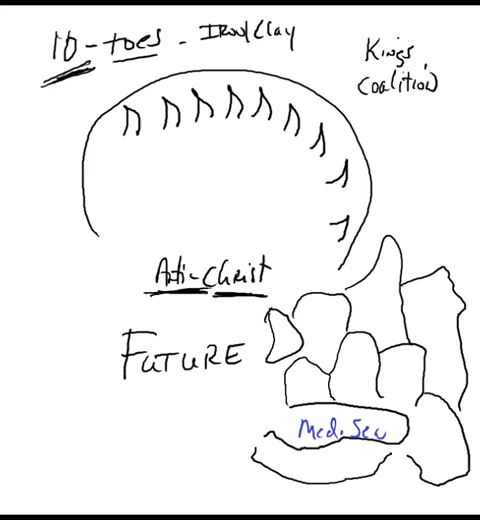 10-toes - Iron/Clay
Kings,
Coalition
Anti-Christ
FUTURE
Med. Sea